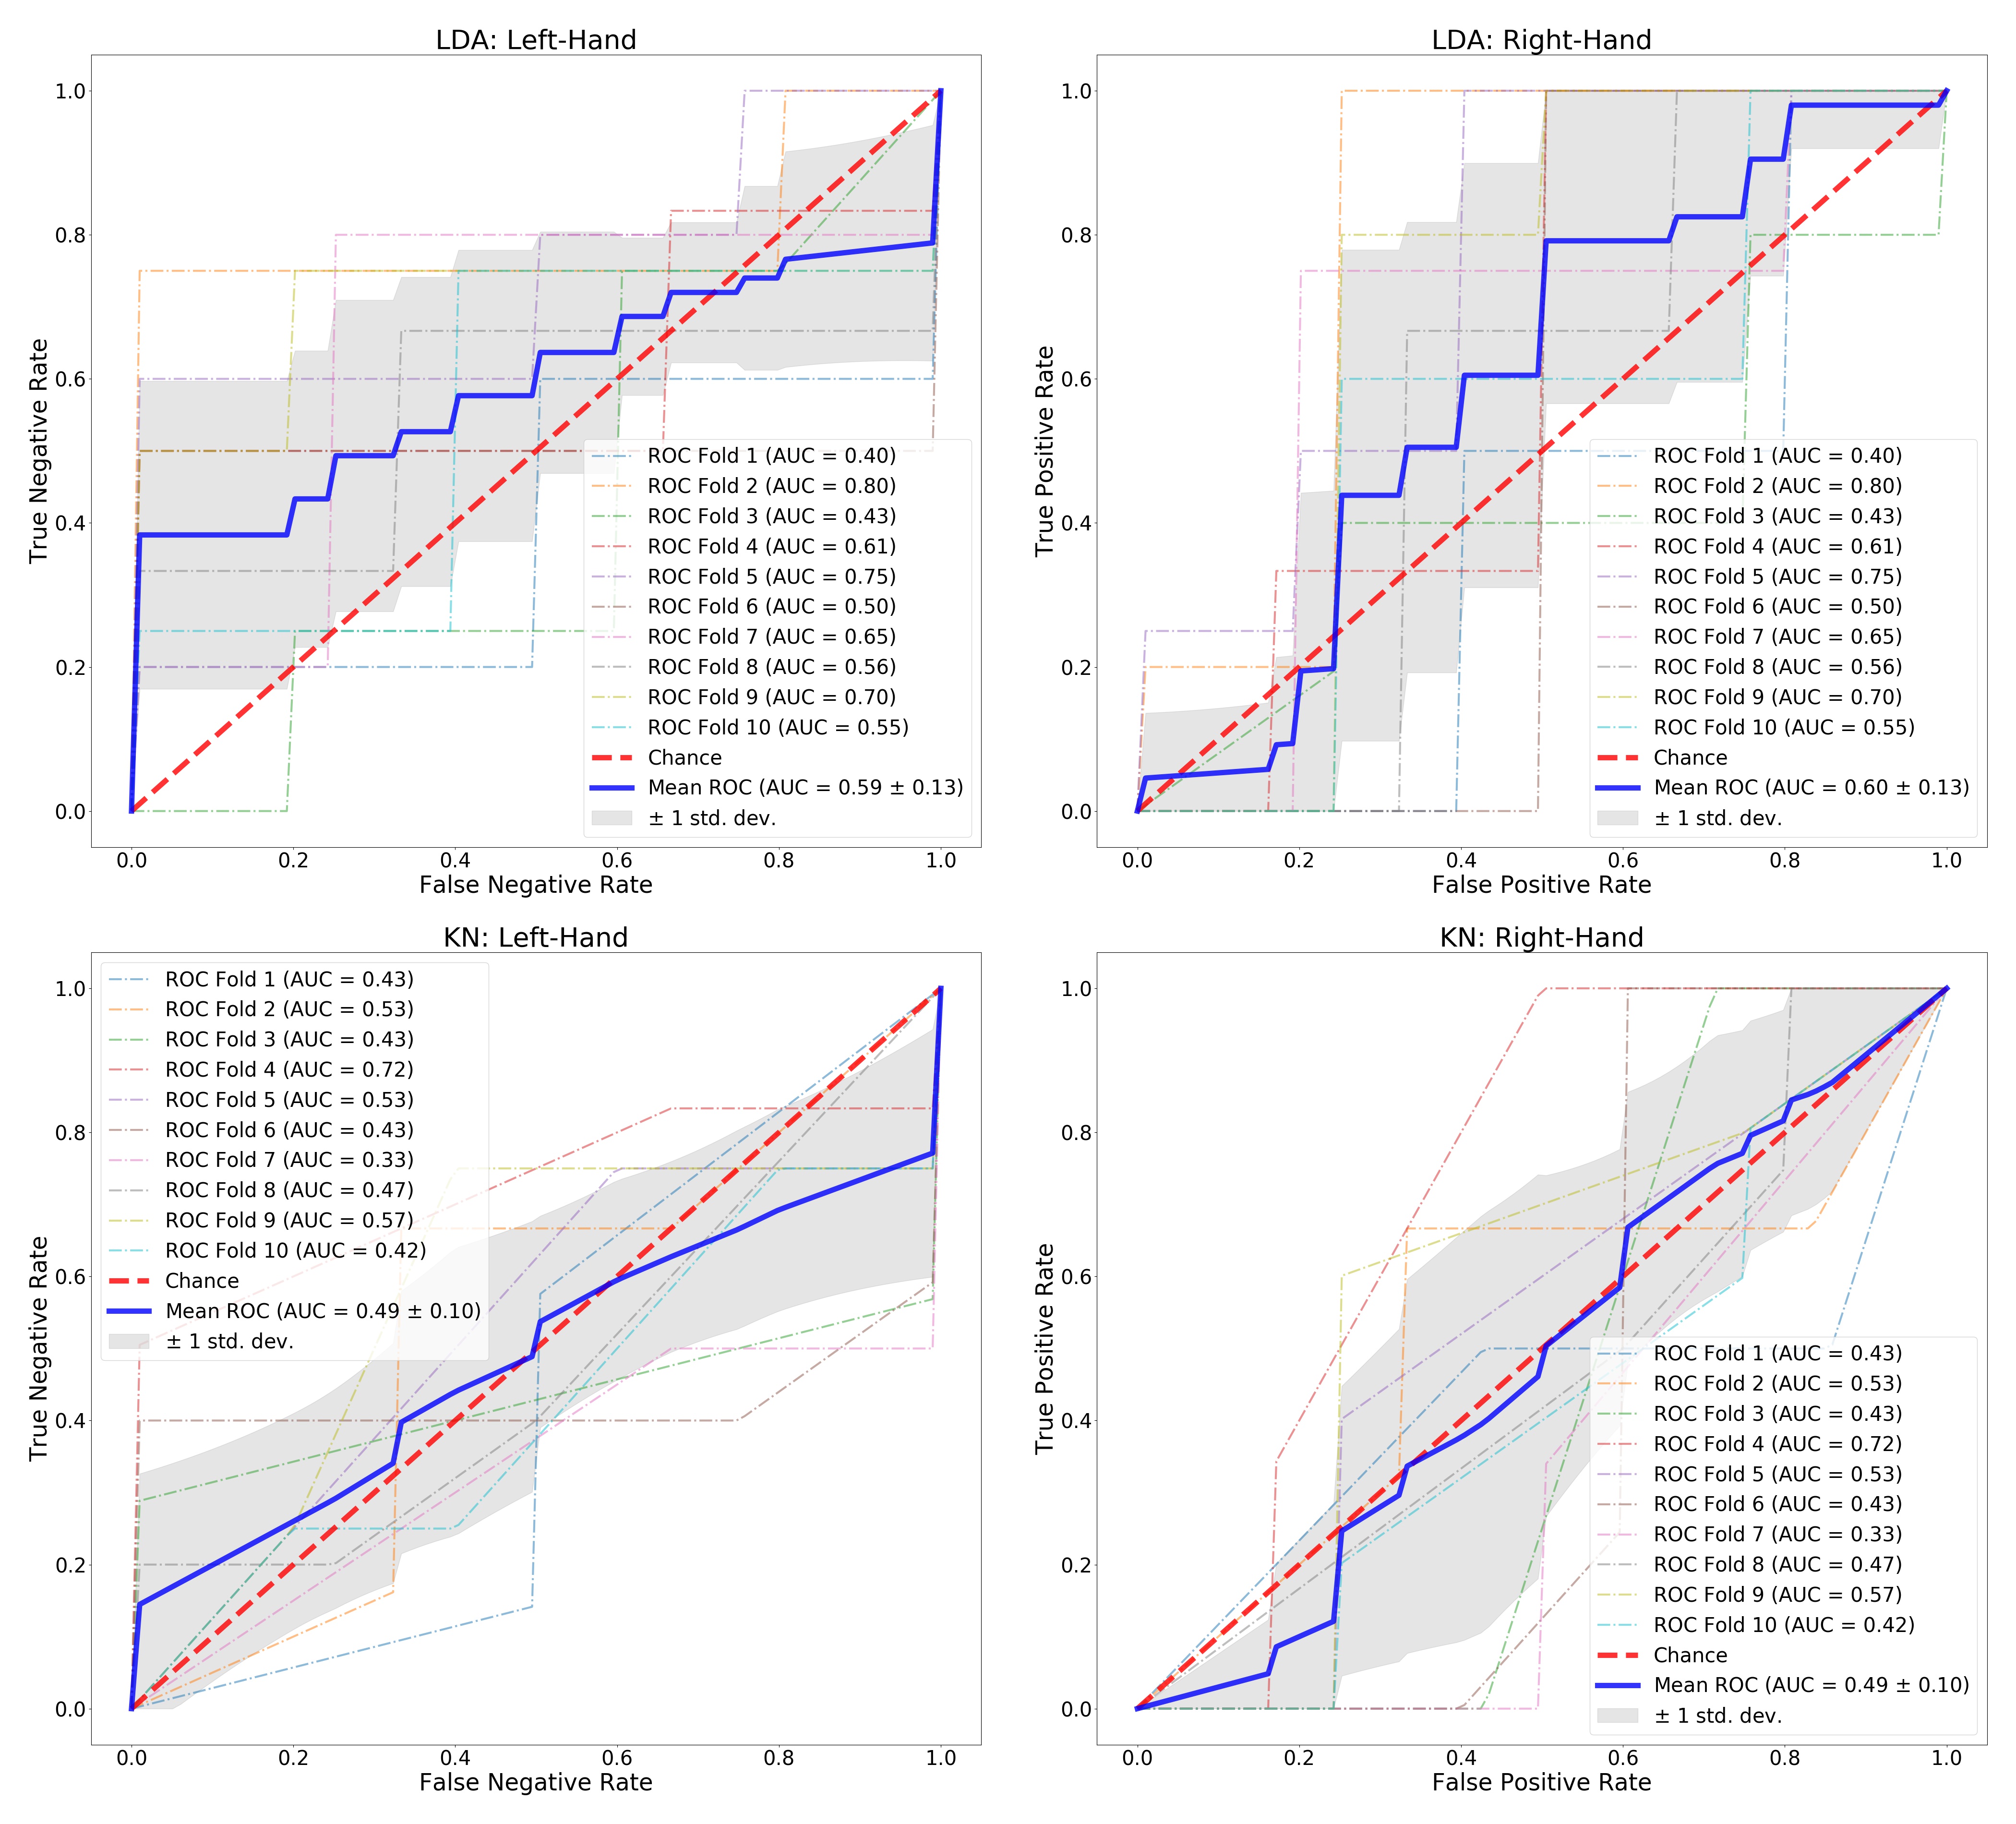 LDA: Left-Hand
True Negative Rate
1.0
0.8
0.6
0.4
0.2
0.0
ROC Fold 1 (AUC = 0.40)
ROC Fold 2 (AUC = 0.80)
ROC Fold 3 (AUC = 0.43)
ROC Fold 4 (AUC = 0.61)
ROC Fold 5 (AUC = 0.75)
ROC Fold 6 (AUC = 0.50)
ROC Fold 7 (AUC = 0.65)
ROC Fold 8 (AUC = 0.56)
ROC Fold 9 (AUC = 0.70)
ROC Fold 10 (AUC = 0.55)
Chance
Mean ROC (AUC = 0.59 ± 0.13)
± 1 std. dev.
0.0 0.2 0.4 0.6 0.8 1.0
False Negative Rate
LDA: Right-Hand
True Positive Rate
1.0
0.8
0.6
0.4
0.2
0.0
ROC Fold 1 (AUC = 0.40)
ROC Fold 2 (AUC = 0.80)
ROC Fold 3 (AUC = 0.43)
ROC Fold 4 (AUC = 0.61)
ROC Fold 5 (AUC = 0.75)
ROC Fold 6 (AUC = 0.50)
ROC Fold 7 (AUC = 0.65)
ROC Fold 8 (AUC = 0.56)
ROC Fold 9 (AUC = 0.70)
ROC Fold 10 (AUC = 0.55)
Chance
Mean ROC (AUC = 0.60 ± 0.13)
± 1 std. dev.
0.0 0.2 0.4 0.6 0.8 1.0
False Positive Rate
KN: Left-Hand
True Negative Rate
1.0
0.8
0.6
0.4
0.2
0.0
ROC Fold 1 (AUC = 0.43)
ROC Fold 2 (AUC = 0.53)
ROC Fold 3 (AUC = 0.43)
ROC Fold 4 (AUC = 0.72)
ROC Fold 5 (AUC = 0.53)
ROC Fold 6 (AUC = 0.43)
ROC Fold 7 (AUC = 0.33)
ROC Fold 8 (AUC = 0.47)
ROC Fold 9 (AUC = 0.57)
ROC Fold 10 (AUC = 0.42)
Chance
Mean ROC (AUC = 0.49 ± 0.10)
± 1 std. dev.
0.0 0.2 0.4 0.6 0.8 1.0
False Negative Rate
KN: Right-Hand
True Positive Rate
1.0
0.8
0.6
0.4
0.2
0.0
ROC Fold 1 (AUC = 0.43)
ROC Fold 2 (AUC = 0.53)
ROC Fold 3 (AUC = 0.43)
ROC Fold 4 (AUC = 0.72)
ROC Fold 5 (AUC = 0.53)
ROC Fold 6 (AUC = 0.43)
ROC Fold 7 (AUC = 0.33)
ROC Fold 8 (AUC = 0.47)
ROC Fold 9 (AUC = 0.57)
ROC Fold 10 (AUC = 0.42)
Chance
Mean ROC (AUC = 0.49 ± 0.10)
± 1 std. dev.
0.0 0.2 0.4 0.6 0.8 1.0
False Positive Rate